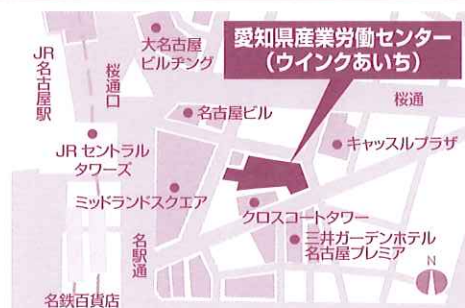 愛知県産業労働センター
（ウインクあいち）
大名古屋
ビルヂング
JR名古屋駅
桜通口
桜通
名古屋ビル
キャッスルプラザ
JR セントラル
タワーズ
ミッドランドスクエア
クロスコートタワー
三井ガーデンホテル
名古屋プレミア
名駅通
名鉄百貨店
N